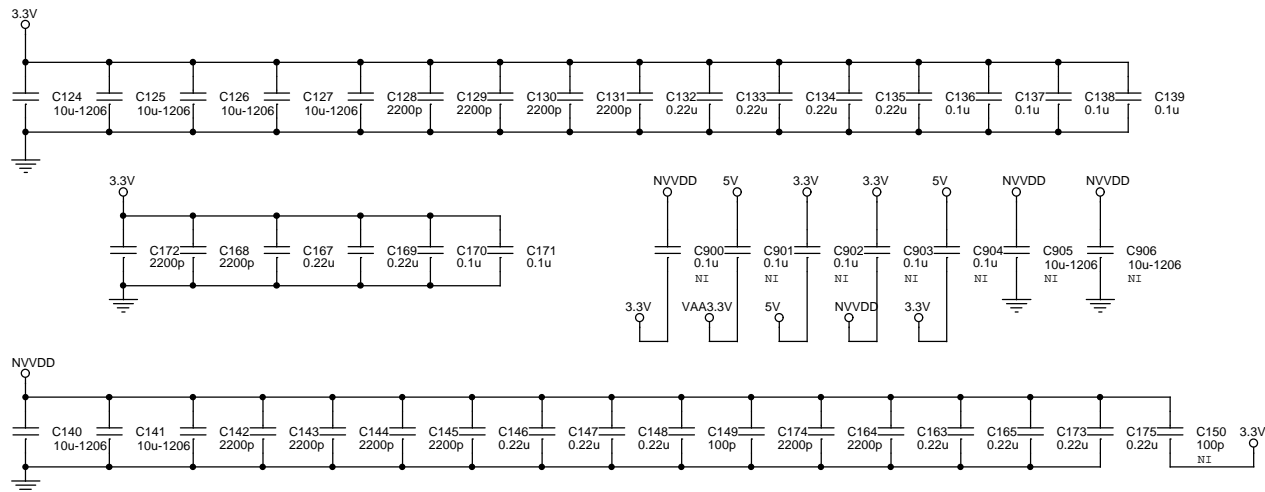 3.3V
C124 C125 C126 C127 C128 C129 C130 C131 C132 C133 C134 C135 C136 C137 C138 C139
10u-1206 10u-1206 10u-1206 10u-1206 2200p 2200p 2200p 2200p 0.22u 0.22u 0.22u 0.22u 0.1u 0.1u 0.1u 0.1u
3.3V NVVDD 5V 3.3V 3.3V 5V NVVDD NVVDD
C172 C168 C167 C169 C170 C171 C900 C901 C902 C903 C904 C905 C906
2200p 2200p 0.22u 0.22u 0.1u 0.1u 0.1u 0.1u 0.1u 0.1u 0.1u 10u-1206 10u-1206
NI NI NI NI NI NI NI
3.3V VAA3.3V 5V NVVDD 3.3V
NVVDD
C140 C141 C142 C143 C144 C145 C146 C147 C148 C149 C174 C164 C163 C165 C173 C175 C150 3.3V
10u-1206 10u-1206 2200p 2200p 2200p 2200p 0.22u 0.22u 0.22u 100p 2200p 2200p 0.22u 0.22u 0.22u 0.22u 100p
NI